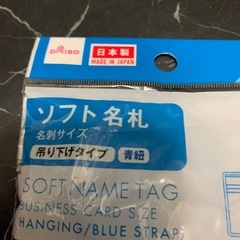 DAISO
日本製
MADE IN JAPAN
ソフト名札
名刺サイズ
吊り下げタイプ 青紐
SOFT NAME TAG
BUSINESS CARD SIZE
HANGING/BLUE STRAPS